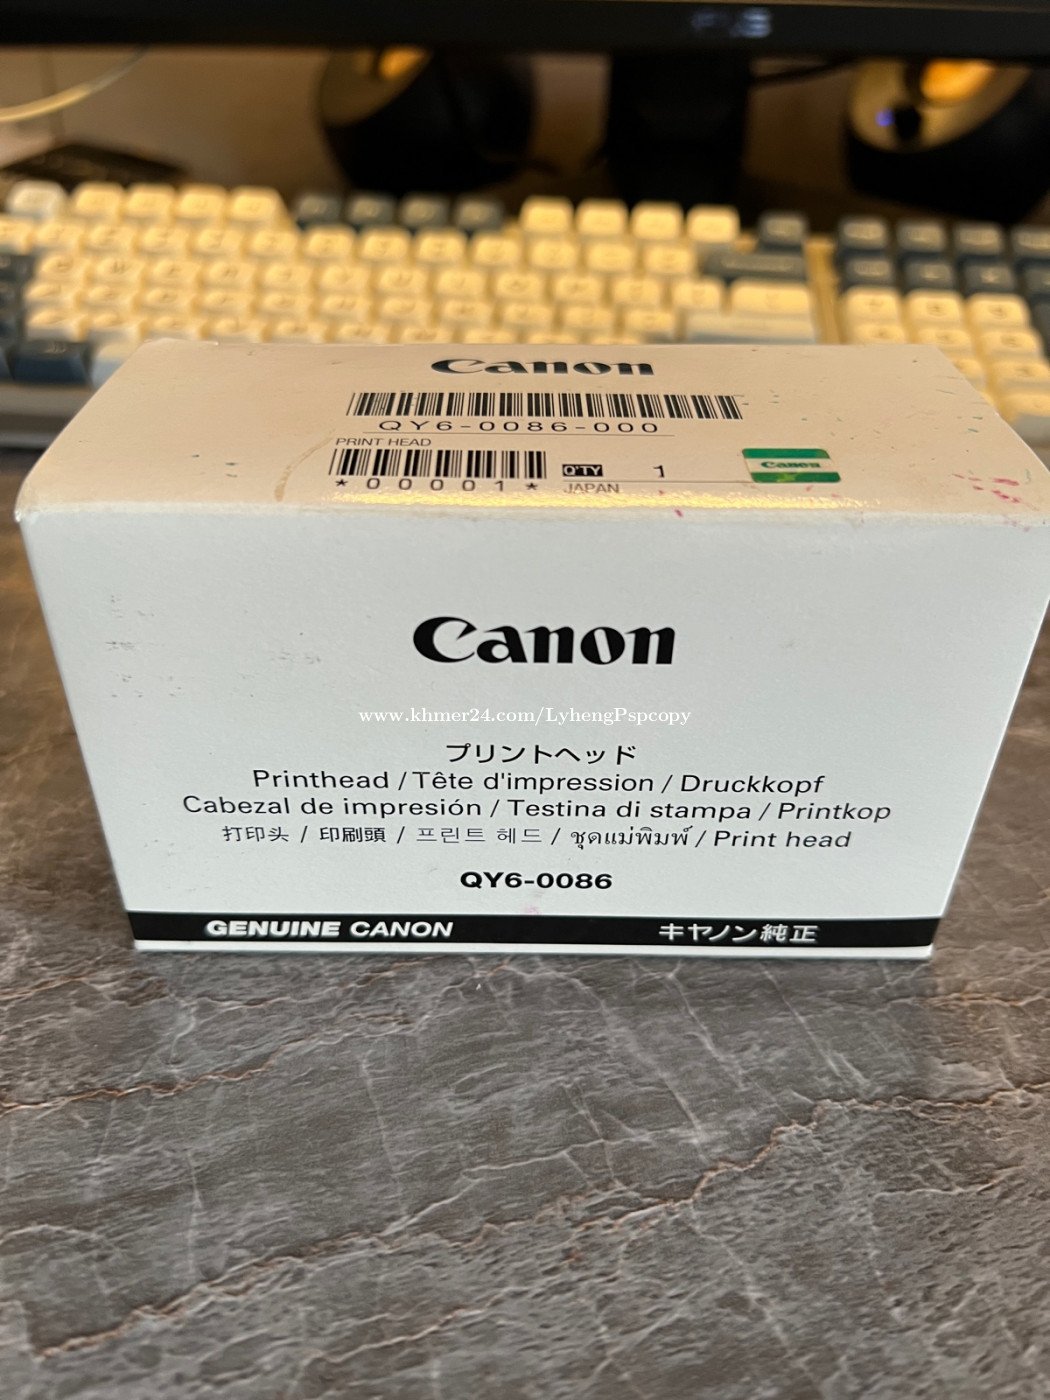 Canon
QY6-0086-000
PRINT HEAD
Q'TY 1
Canon
*00001*
JAPAN
Canon
www.khmer24.com/LyhengPspcopy
プリントヘッド
Printhead / Tête d'impression / Druckkopf
Cabezal de impresión / Testina di stampa / Printkop
打印头 / 印刷頭 / 프린트 헤드 / ชุดแม่พิมพ์ / Print head
QY6-0086
GENUINE CANON キヤノン純正